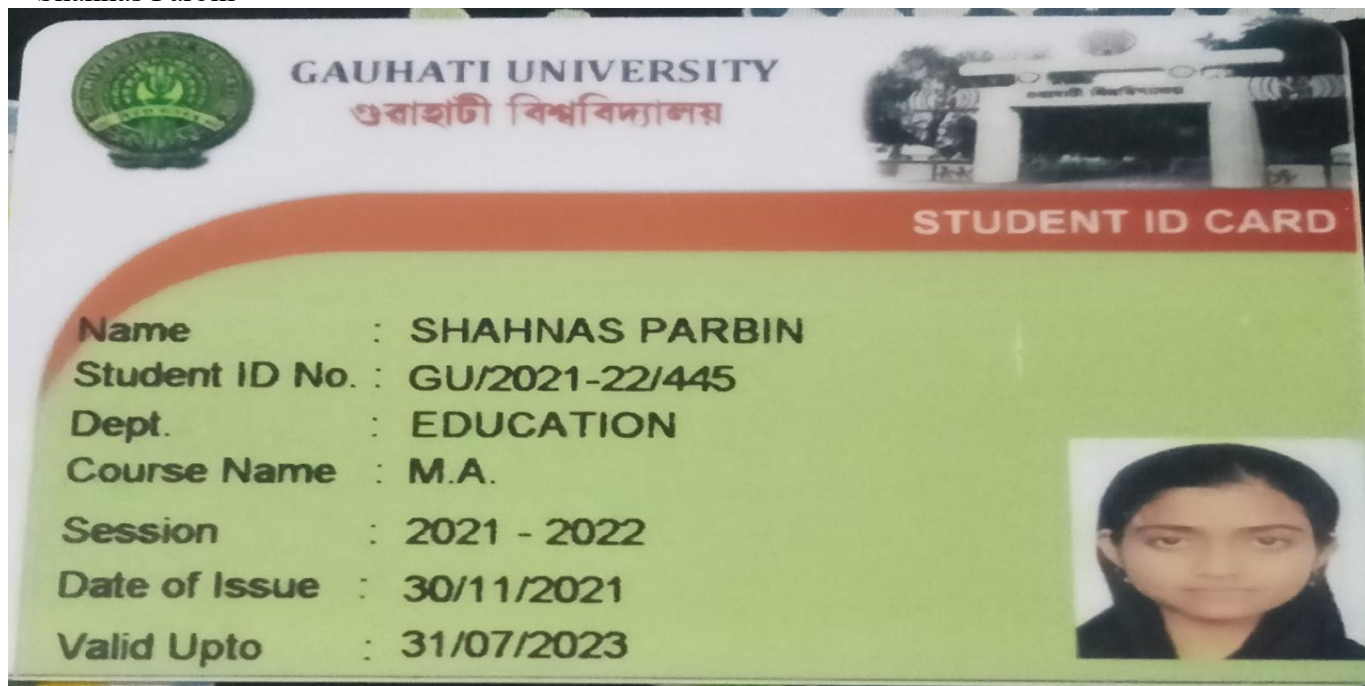 GAUHATI UNIVERSITY
গুৱাহাটী বিশ্ববিদ্যালয়
STUDENT ID CARD
Name : SHAHNAS PARBIN
Student ID No. : GU/2021-22/445
Dept. : EDUCATION
Course Name : M.A.
Session : 2021 - 2022
Date of Issue : 30/11/2021
Valid Upto : 31/07/2023